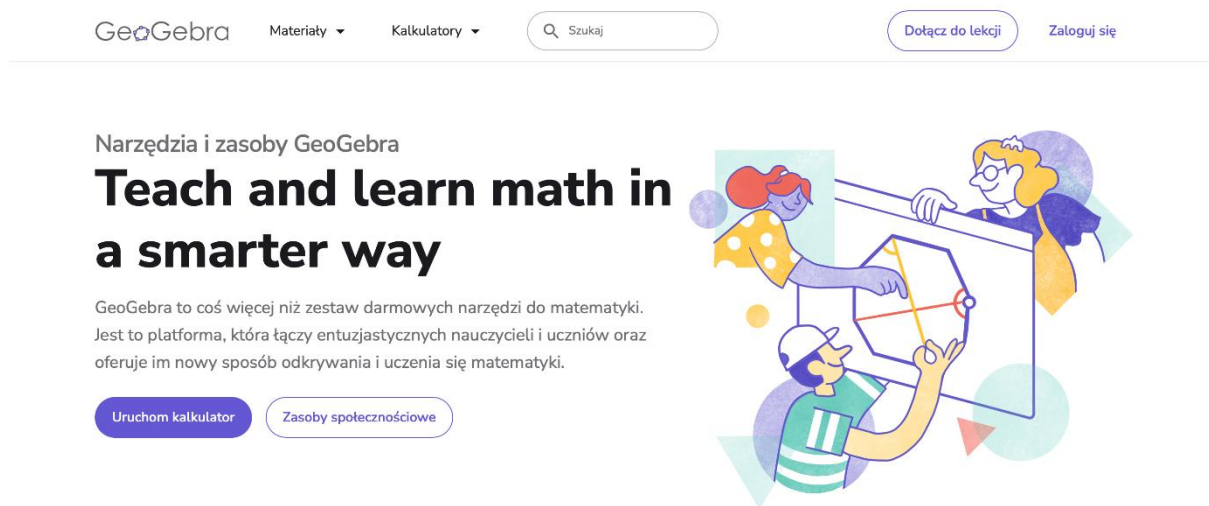 GeoGebra
Materiały
Kalkulatory
Szukaj
Dołącz do lekcji
Zaloguj się
Narzędzia i zasoby GeoGebra
Teach and learn math in
a smarter way
GeoGebra to coś więcej niż zestaw darmowych narzędzi do matematyki.
Jest to platforma, która łączy entuzjastycznych nauczycieli i uczniów oraz
oferuje im nowy sposób odkrywania i uczenia się matematyki.
Uruchom kalkulator
Zasoby społecznościowe